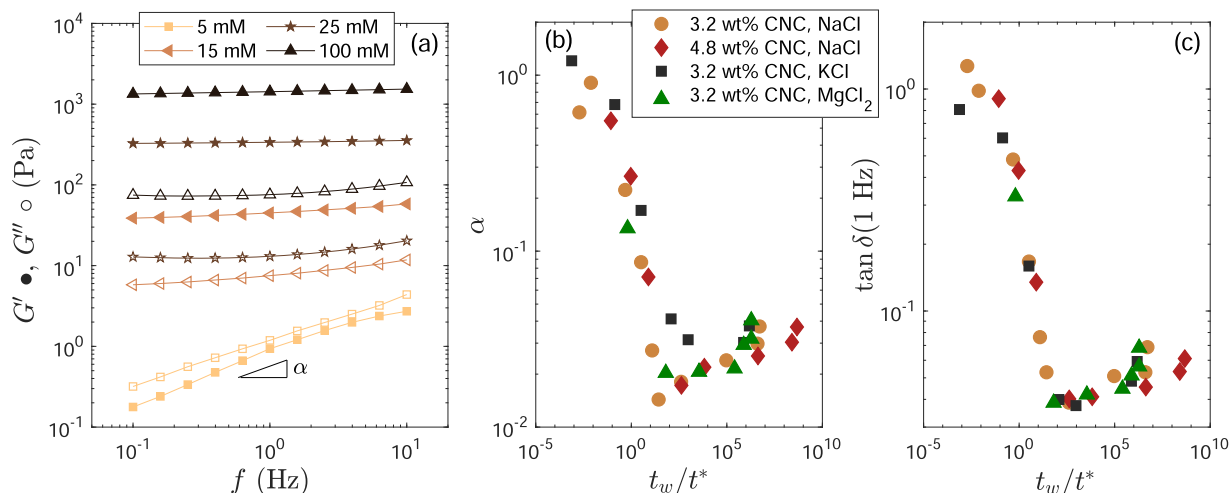 5 mM
25 mM
15 mM
100 mM
(a)
10^4
10^3
10^2
10^1
10^0
10^-1
G′ ●, G″ ○ (Pa)
α
10^-1
10^0
10^1
f (Hz)
(b)
3.2 wt% CNC, NaCl
4.8 wt% CNC, NaCl
3.2 wt% CNC, KCl
3.2 wt% CNC, MgCl₂
10^0
10^-1
10^-2
α
10^-5
10^0
10^5
10^10
t_w/t*
(c)
10^0
10^-1
tan δ(1 Hz)
10^-5
10^0
10^5
10^10
t_w/t*